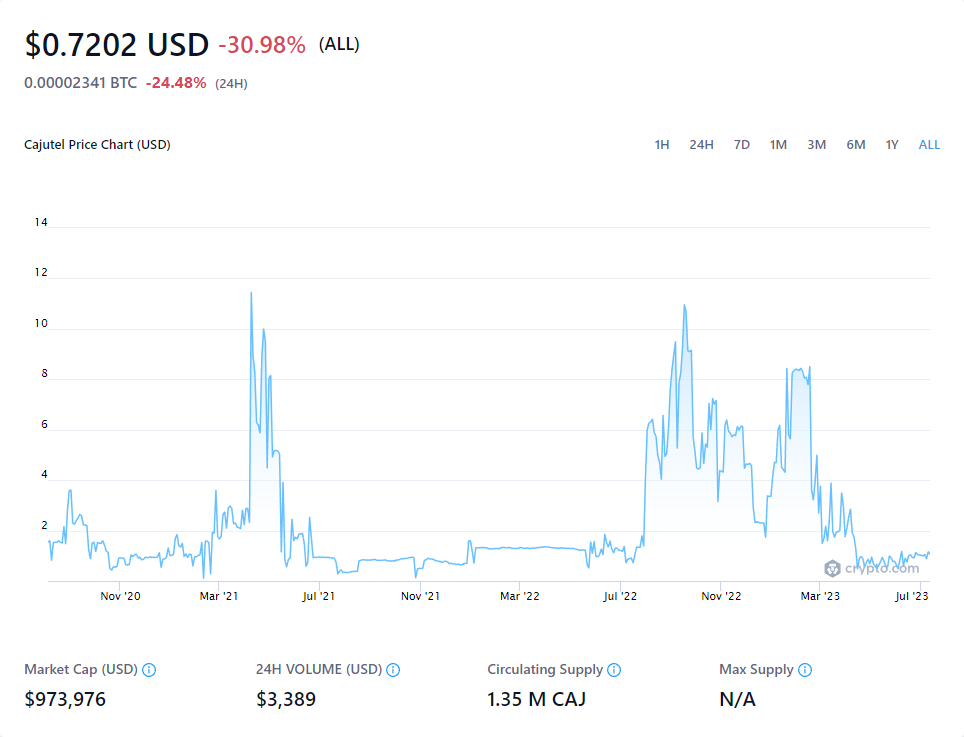 $0.7202 USD -30.98% (ALL)
0.00002341 BTC -24.48% (24H)
Cajutel Price Chart (USD) 1H 24H 7D 1M 3M 6M 1Y ALL
14
12
10
8
6
4
2
crypto.com
Nov '20 Mar '21 Jul '21 Nov '21 Mar '22 Jul '22 Nov '22 Mar '23 Jul '23
Market Cap (USD) 24H VOLUME (USD) Circulating Supply Max Supply
$973,976 $3,389 1.35 M CAJ N/A